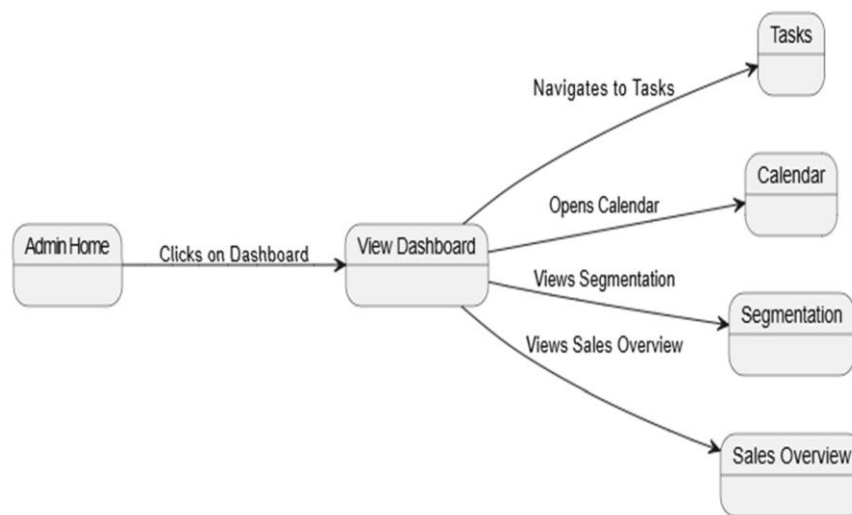 Tasks
Navigates to Tasks
Calendar
Opens Calendar
Admin Home
Clicks on Dashboard
View Dashboard
Views Segmentation
Segmentation
Views Sales Overview
Sales Overview